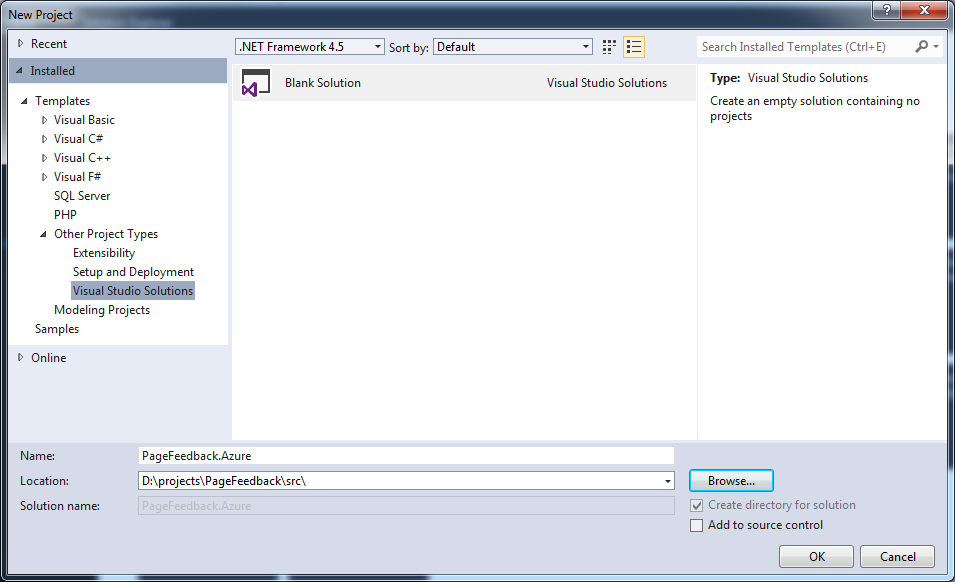 New Project
Recent
Installed
Templates
Visual Basic
Visual C#
Visual C++
Visual F#
SQL Server
PHP
Other Project Types
Extensibility
Setup and Deployment
Visual Studio Solutions
Modeling Projects
Samples
Online
.NET Framework 4.5 Sort by: Default
Blank Solution Visual Studio Solutions
Search Installed Templates (Ctrl+E)
Type: Visual Studio Solutions
Create an empty solution containing no
projects
Name: PageFeedback.Azure
Location: D:\projects\PageFeedback\src\ Browse...
Solution name: PageFeedback.Azure Create directory for solution
Add to source control
OK Cancel